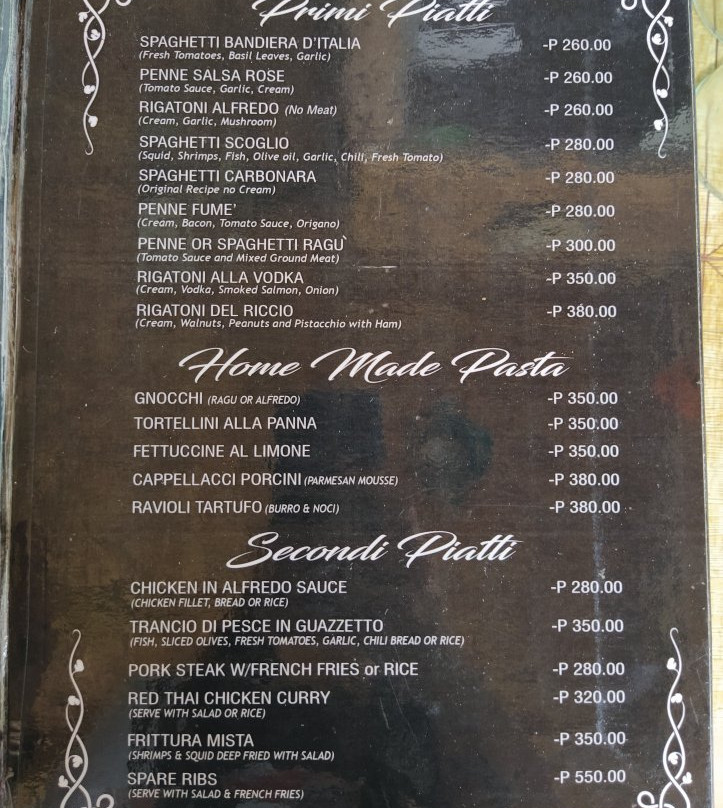 Primi Piatti
SPAGHETTI BANDIERA D'ITALIA -P 260.00
(Fresh Tomatoes, Basil Leaves, Garlic)
PENNE SALSA ROSE -P 260.00
(Tomato Sauce, Garlic, Cream)
RIGATONI ALFREDO (No Meat) -P 260.00
(Cream, Garlic, Mushroom)
SPAGHETTI SCOGLIO -P 280.00
(Squid, Shrimps, Fish, Olive oil, Garlic, Chili, Fresh Tomato)
SPAGHETTI CARBONARA -P 280.00
(Original Recipe no Cream)
PENNE FUME' -P 280.00
(Cream, Bacon, Tomato Sauce, Origano)
PENNE OR SPAGHETTI RAGÙ -P 300.00
(Tomato Sauce and Mixed Ground Meat)
RIGATONI ALLA VODKA -P 350.00
(Cream, Vodka, Smoked Salmon, Onion)
RIGATONI DEL RICCIO -P 380.00
(Cream, Walnuts, Peanuts and Pistacchio with Ham)
Home Made Pasta
GNOCCHI (RAGU OR ALFREDO) -P 350.00
TORTELLINI ALLA PANNA -P 350.00
FETTUCCINE AL LIMONE -P 350.00
CAPPELLACCI PORCINI (PARMESAN MOUSSE) -P 380.00
RAVIOLI TARTUFO (BURRO & NOCI) -P 380.00
Secondi Piatti
CHICKEN IN ALFREDO SAUCE -P 280.00
(CHICKEN FILLET, BREAD OR RICE)
TRANCIO DI PESCE IN GUAZZETTO -P 350.00
(FISH, SLICED OLIVES, FRESH TOMATOES, GARLIC, CHILI BREAD OR RICE)
PORK STEAK W/FRENCH FRIES or RICE -P 280.00
RED THAI CHICKEN CURRY -P 320.00
(SERVE WITH SALAD OR RICE)
FRITTURA MISTA -P 350.00
(SHRIMPS & SQUID DEEP FRIED WITH SALAD)
SPARE RIBS -P 550.00
(SERVE WITH SALAD & FRENCH FRIES)